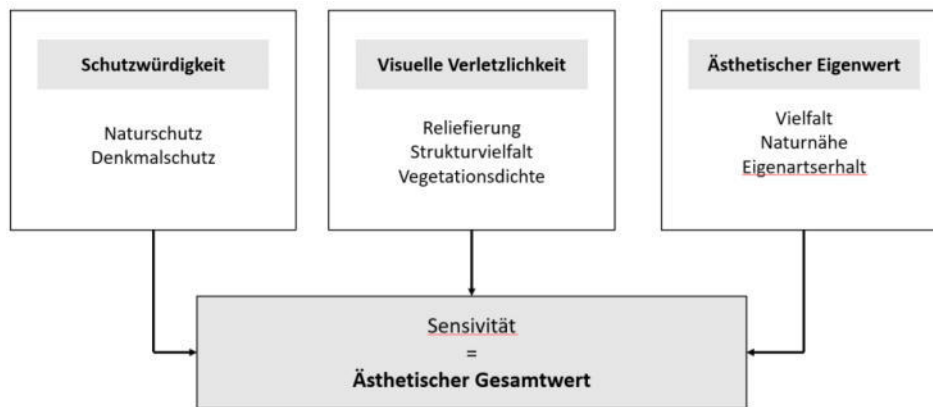 Schutzwürdigkeit
Naturschutz
Denkmalschutz
Visuelle Verletzlichkeit
Reliefierung
Strukturvielfalt
Vegetationsdichte
Ästhetischer Eigenwert
Vielfalt
Naturnähe
Eigenartserhalt
Sensivität
=
Ästhetischer Gesamtwert